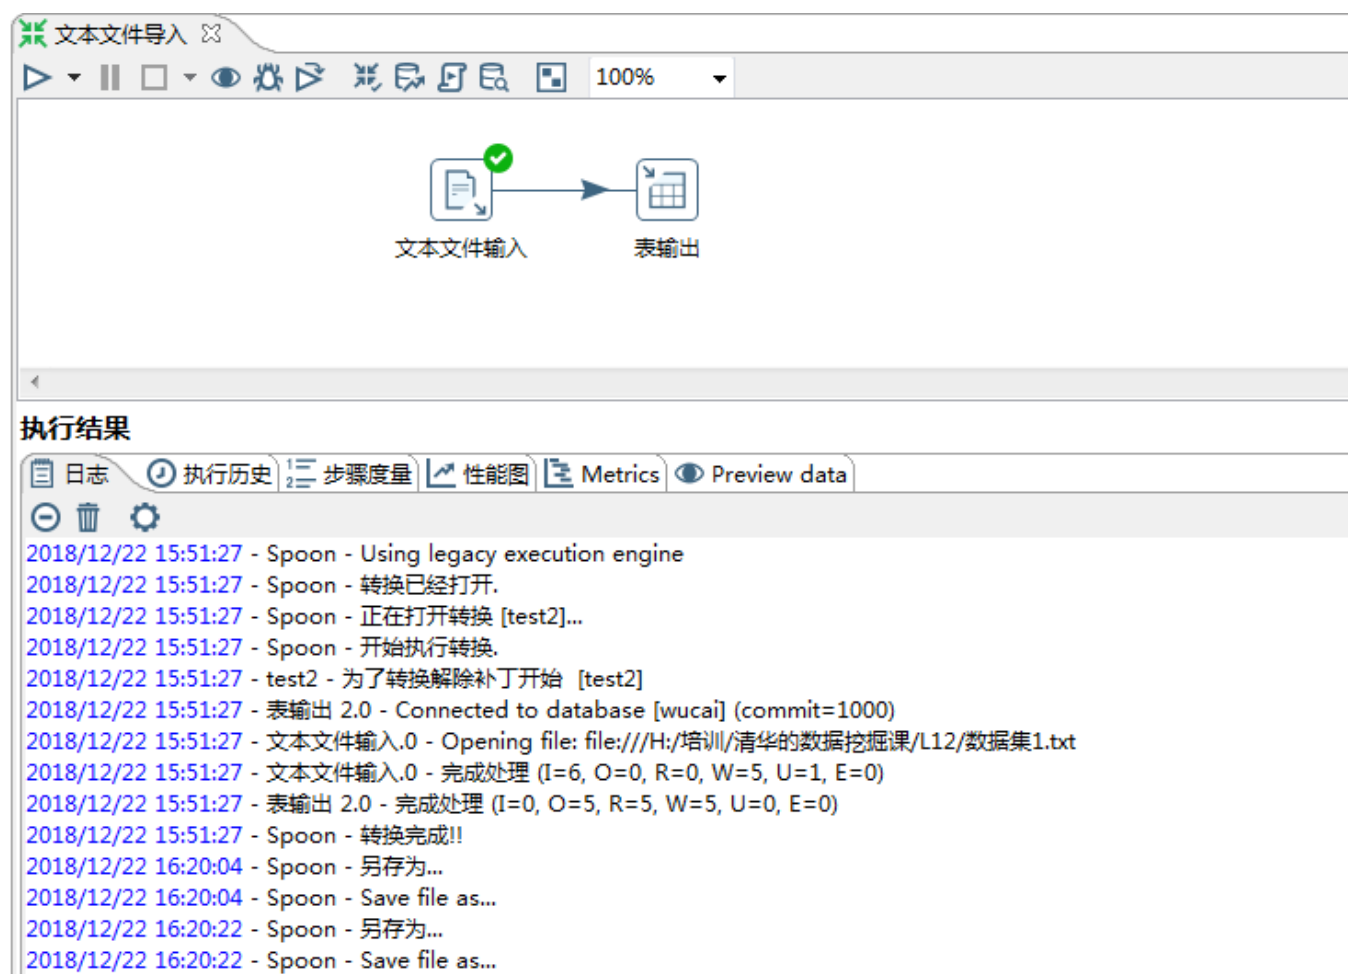 文本文件导入
100%
文本文件输入
表输出
执行结果
日志 执行历史 步骤度量 性能图 Metrics Preview data
2018/12/22 15:51:27 - Spoon - Using legacy execution engine
2018/12/22 15:51:27 - Spoon - 转换已经打开.
2018/12/22 15:51:27 - Spoon - 正在打开转换 [test2]...
2018/12/22 15:51:27 - Spoon - 开始执行转换.
2018/12/22 15:51:27 - test2 - 为了转换解除补丁开始  [test2]
2018/12/22 15:51:27 - 表输出 2.0 - Connected to database [wucai] (commit=1000)
2018/12/22 15:51:27 - 文本文件输入.0 - Opening file: file:///H:/培训/清华的数据挖掘课/L12/数据集1.txt
2018/12/22 15:51:27 - 文本文件输入.0 - 完成处理 (I=6, O=0, R=0, W=5, U=1, E=0)
2018/12/22 15:51:27 - 表输出 2.0 - 完成处理 (I=0, O=5, R=5, W=5, U=0, E=0)
2018/12/22 15:51:27 - Spoon - 转换完成!!
2018/12/22 16:20:04 - Spoon - 另存为...
2018/12/22 16:20:04 - Spoon - Save file as...
2018/12/22 16:20:22 - Spoon - 另存为...
2018/12/22 16:20:22 - Spoon - Save file as...